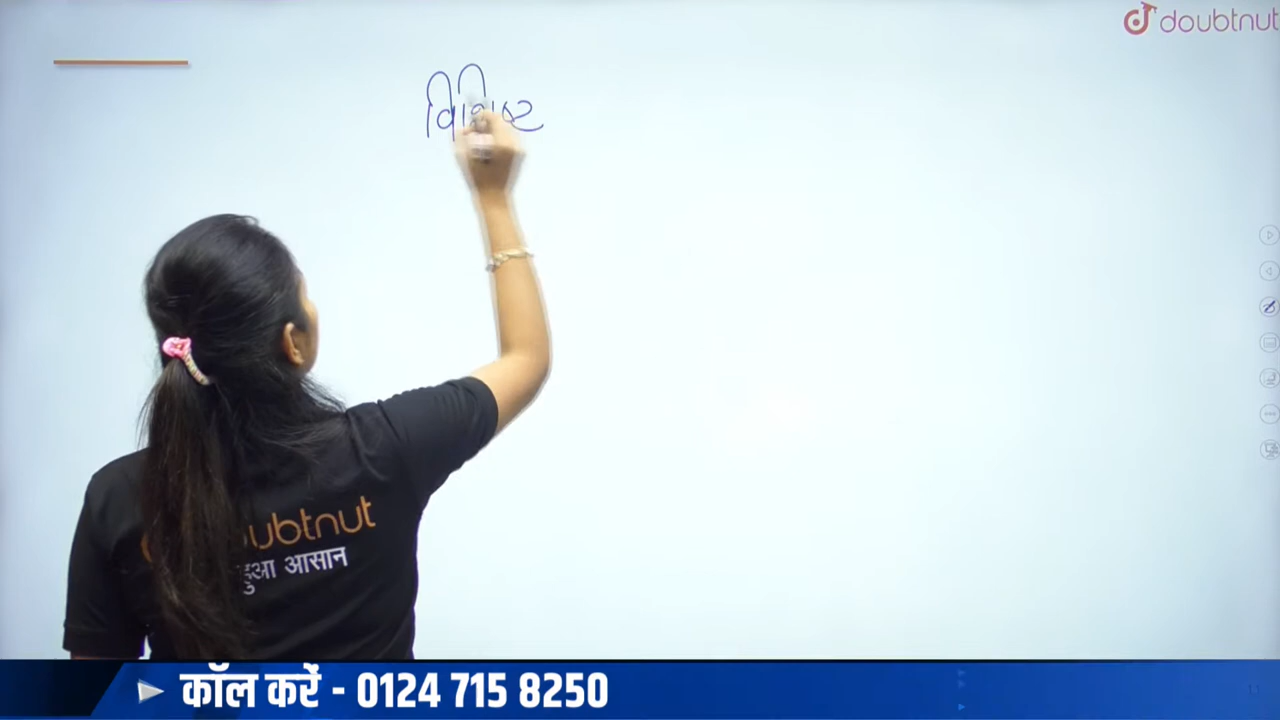 doubtnut
विशिष्ट
ubtnut
हुआ आसान
कॉल करें - 0124 715 8250